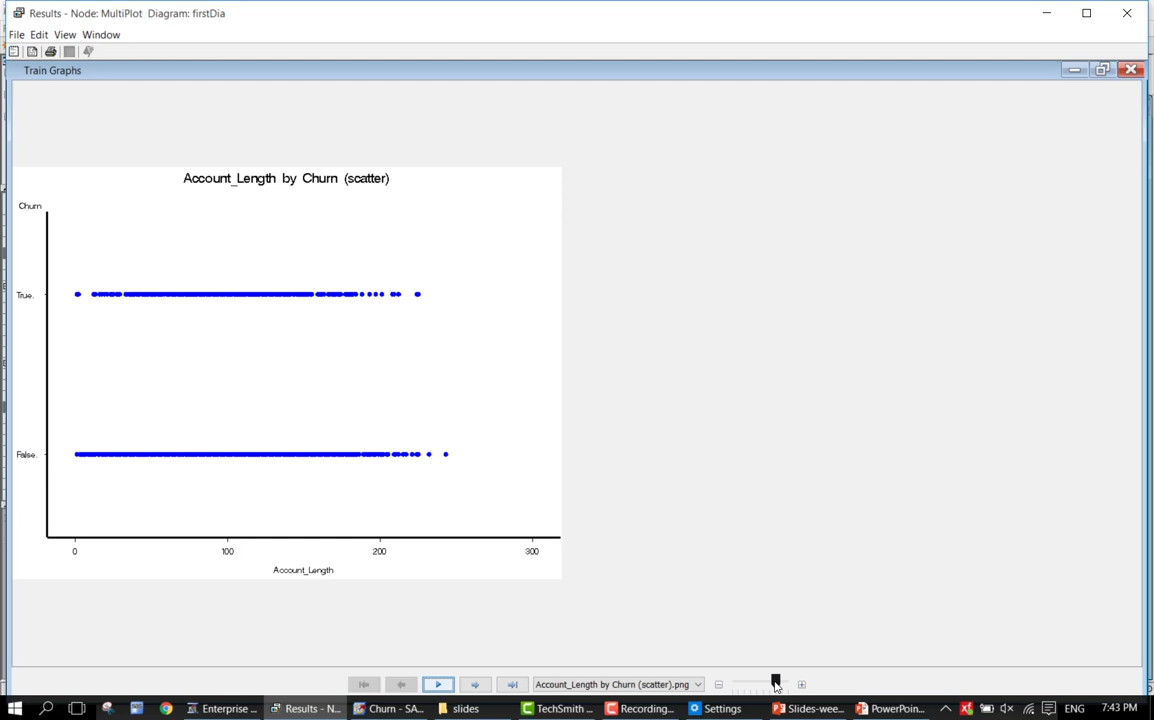 Results - Node: MultiPlot Diagram: firstDia
File Edit View Window
Train Graphs
Account_Length by Churn (scatter)
Churn
True.
False.
0 100 200 300
Account_Length
Account_Length by Churn (scatter).png
Enterprise ... Results - N... Churn - SA... slides TechSmith ... Recording... Settings Slides-wee... PowerPoin... ENG 7:43 PM